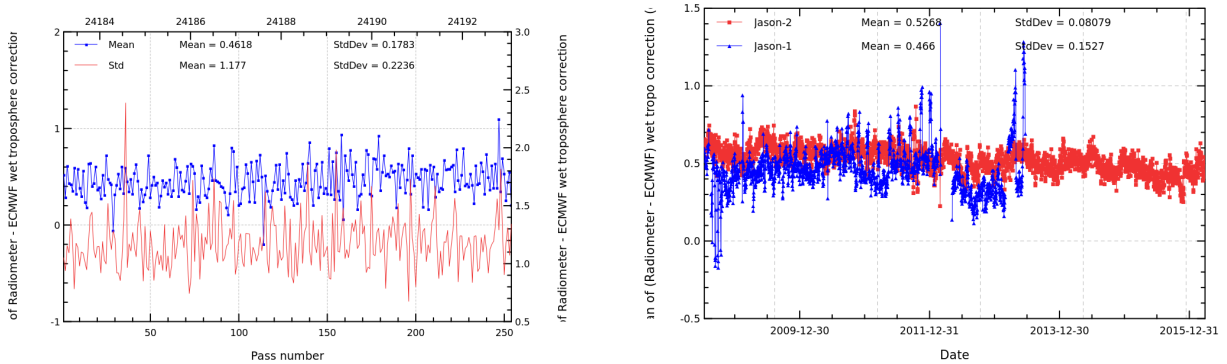 24184 24186 24188 24190 24192
2
1
0
-1
3.0
2.5
2.0
1.5
1.0
0.5
50 100 150 200 250
Pass number
of Radiometer - ECMWF wet troposphere correction
Mean Mean = 0.4618 StdDev = 0.1783
Std Mean = 1.177 StdDev = 0.2236
of Radiometer - ECMWF wet troposphere correction
of (Radiometer - ECMWF) wet tropo correction (
1.5
1.0
0.5
0.0
-0.5
Jason-2 Mean = 0.5268 StdDev = 0.08079
Jason-1 Mean = 0.466 StdDev = 0.1527
2009-12-30 2011-12-31 2013-12-30 2015-12-31
Date